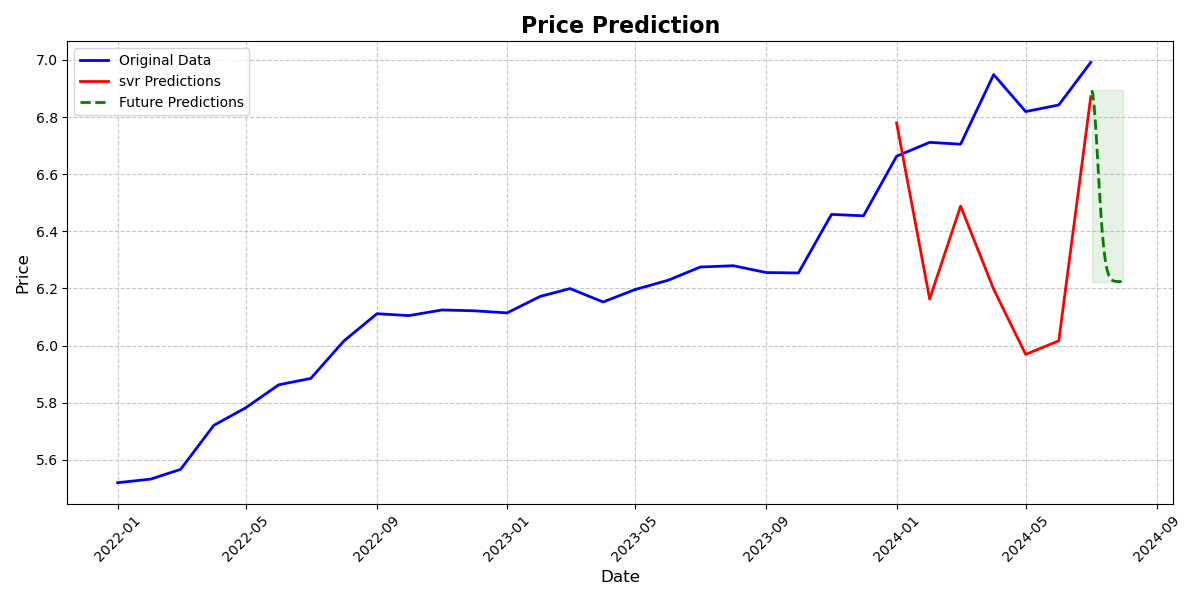 Price Prediction
Original Data
svr Predictions
Future Predictions
Price
7.0
6.8
6.6
6.4
6.2
6.0
5.8
5.6
2022-01
2022-05
2022-09
2023-01
2023-05
2023-09
2024-01
2024-05
2024-09
Date